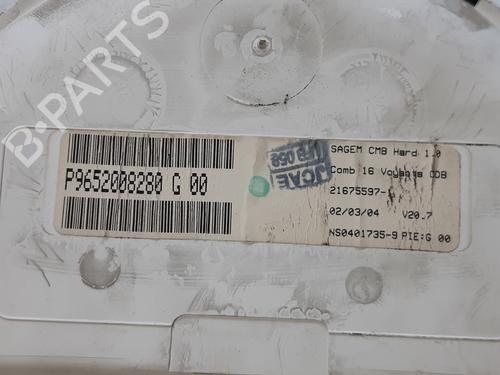 B-PARTS
P9652008280 G 00
JCAE
SAGEM CMB Hard 1.0
Comb 16 Voyants ODB
21675597-
02/03/04 V20.7
NS0401735-9 PIE:G 00